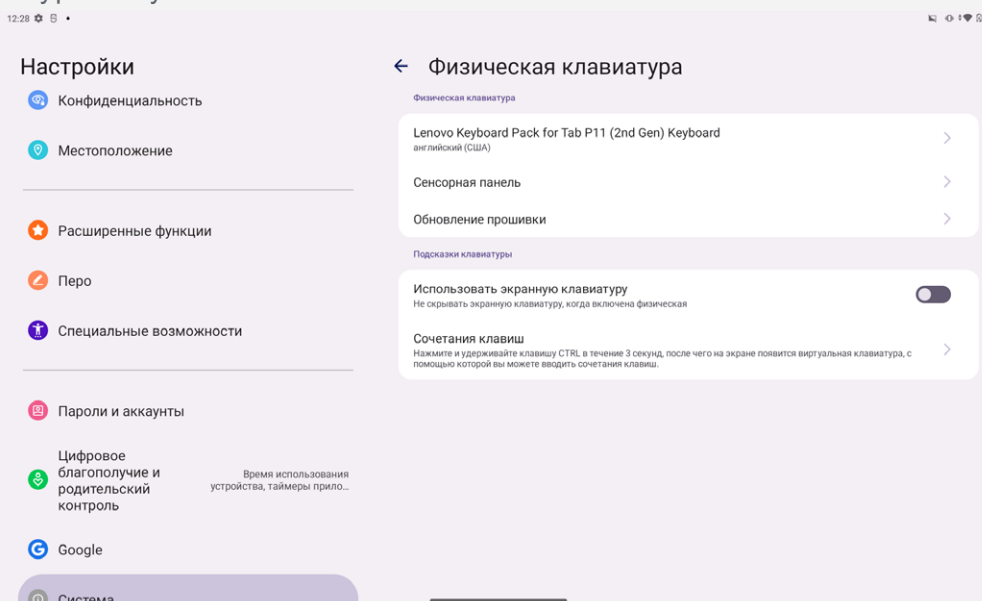 12:28
Настройки
Конфиденциальность
Местоположение
Расширенные функции
Перо
Специальные возможности
Пароли и аккаунты
Цифровое
благополучие и
родительский
контроль
Время использования
устройства, таймеры прило...
Google
Система
Физическая клавиатура
Физическая клавиатура
Lenovo Keyboard Pack for Tab P11 (2nd Gen) Keyboard
английский (США)
Сенсорная панель
Обновление прошивки
Подсказки клавиатуры
Использовать экранную клавиатуру
Не скрывать экранную клавиатуру, когда включена физическая
Сочетания клавиш
Нажмите и удерживайте клавишу CTRL в течение 3 секунд, после чего на экране появится виртуальная клавиатура, с
помощью которой вы можете вводить сочетания клавиш.